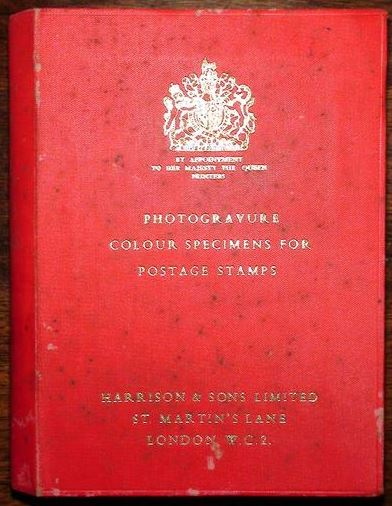 BY APPOINTMENT
TO HER MAJESTY THE QUEEN
PRINTERS
PHOTOGRAVURE
COLOUR SPECIMENS FOR
POSTAGE STAMPS
HARRISON & SONS LIMITED
ST. MARTIN'S LANE
LONDON, W.C.2.